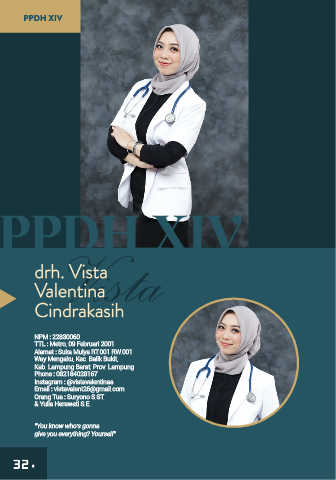 PPDH XIV
PPDH XIV
Vista
drh. Vista
Valentina
Cindrakasih
NPM : 22830060
TTL : Metro, 09 Februari 2001
Alamat : Suka Mulya RT.001 RW.001
Way Mengaku, Kec. Balik Bukit,
Kab. Lampung Barat. Prov. Lampung
Phone : 082184028167
Instagram : @vistavalentinaa
Email : vistavalent28@gmail.com
Orang Tua : Suryono S.ST
& Yulia Herawati S.E
"You know who's gonna
give you everything? Yourself"
32